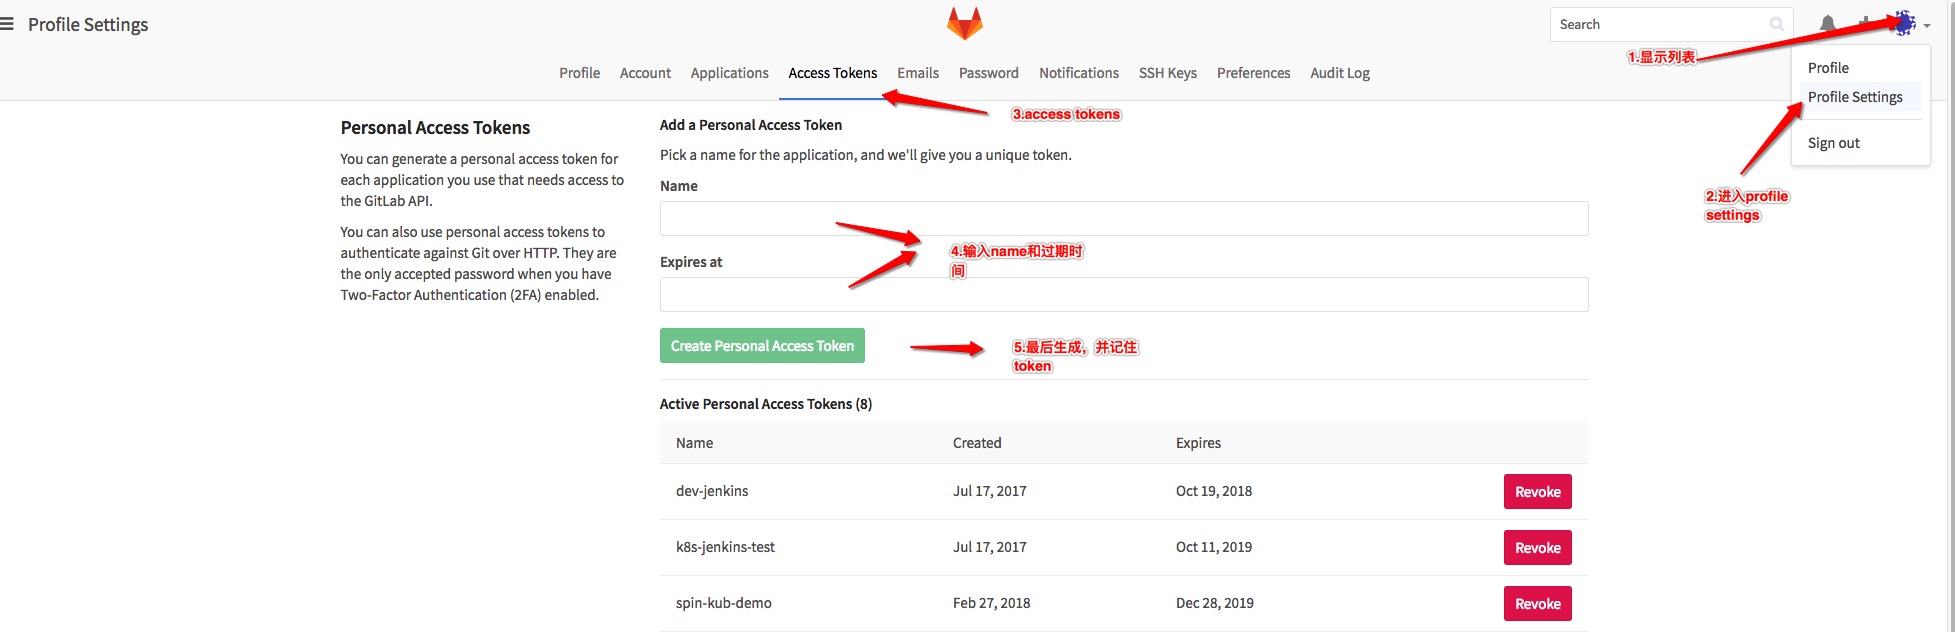 Profile Settings
Search
1.显示列表
Profile Account Applications Access Tokens Emails Password Notifications SSH Keys Preferences Audit Log
Profile
Profile Settings
Sign out
2.进入profile
settings
3.access tokens
Personal Access Tokens
You can generate a personal access token for
each application you use that needs access to
the GitLab API.
You can also use personal access tokens to
authenticate against Git over HTTP. They are
the only accepted password when you have
Two-Factor Authentication (2FA) enabled.
Add a Personal Access Token
Pick a name for the application, and we'll give you a unique token.
Name
4.输入name和过期时
间
Expires at
Create Personal Access Token
5.最后生成，并记住
token
Active Personal Access Tokens (8)
Name Created Expires
dev-jenkins Jul 17, 2017 Oct 19, 2018 Revoke
k8s-jenkins-test Jul 17, 2017 Oct 11, 2019 Revoke
spin-kub-demo Feb 27, 2018 Dec 28, 2019 Revoke